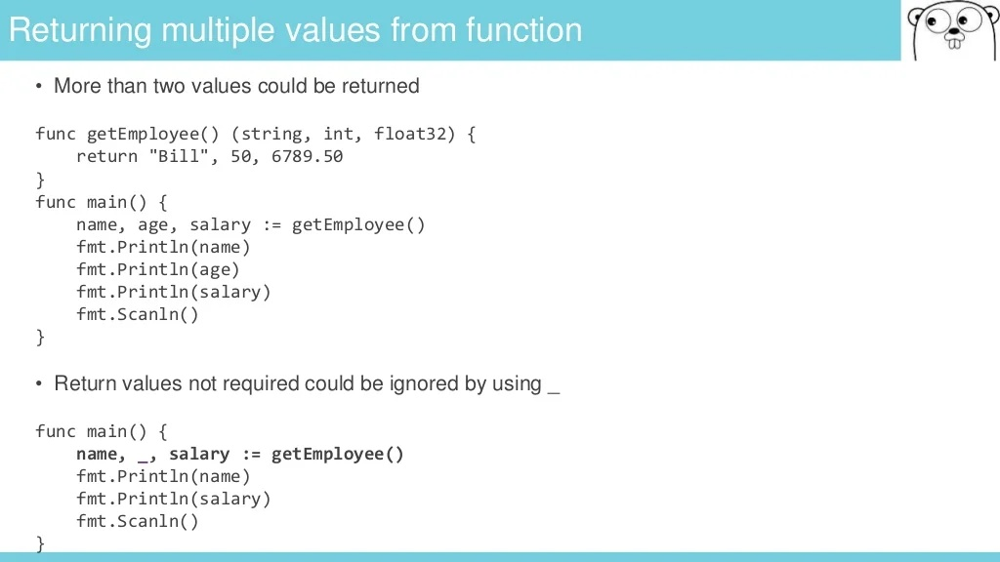 Returning multiple values from function
• More than two values could be returned
func getEmployee() (string, int, float32) {
    return "Bill", 50, 6789.50
}
func main() {
    name, age, salary := getEmployee()
    fmt.Println(name)
    fmt.Println(age)
    fmt.Println(salary)
    fmt.Scanln()
}
• Return values not required could be ignored by using _
func main() {
    name, _, salary := getEmployee()
    fmt.Println(name)
    fmt.Println(salary)
    fmt.Scanln()
}